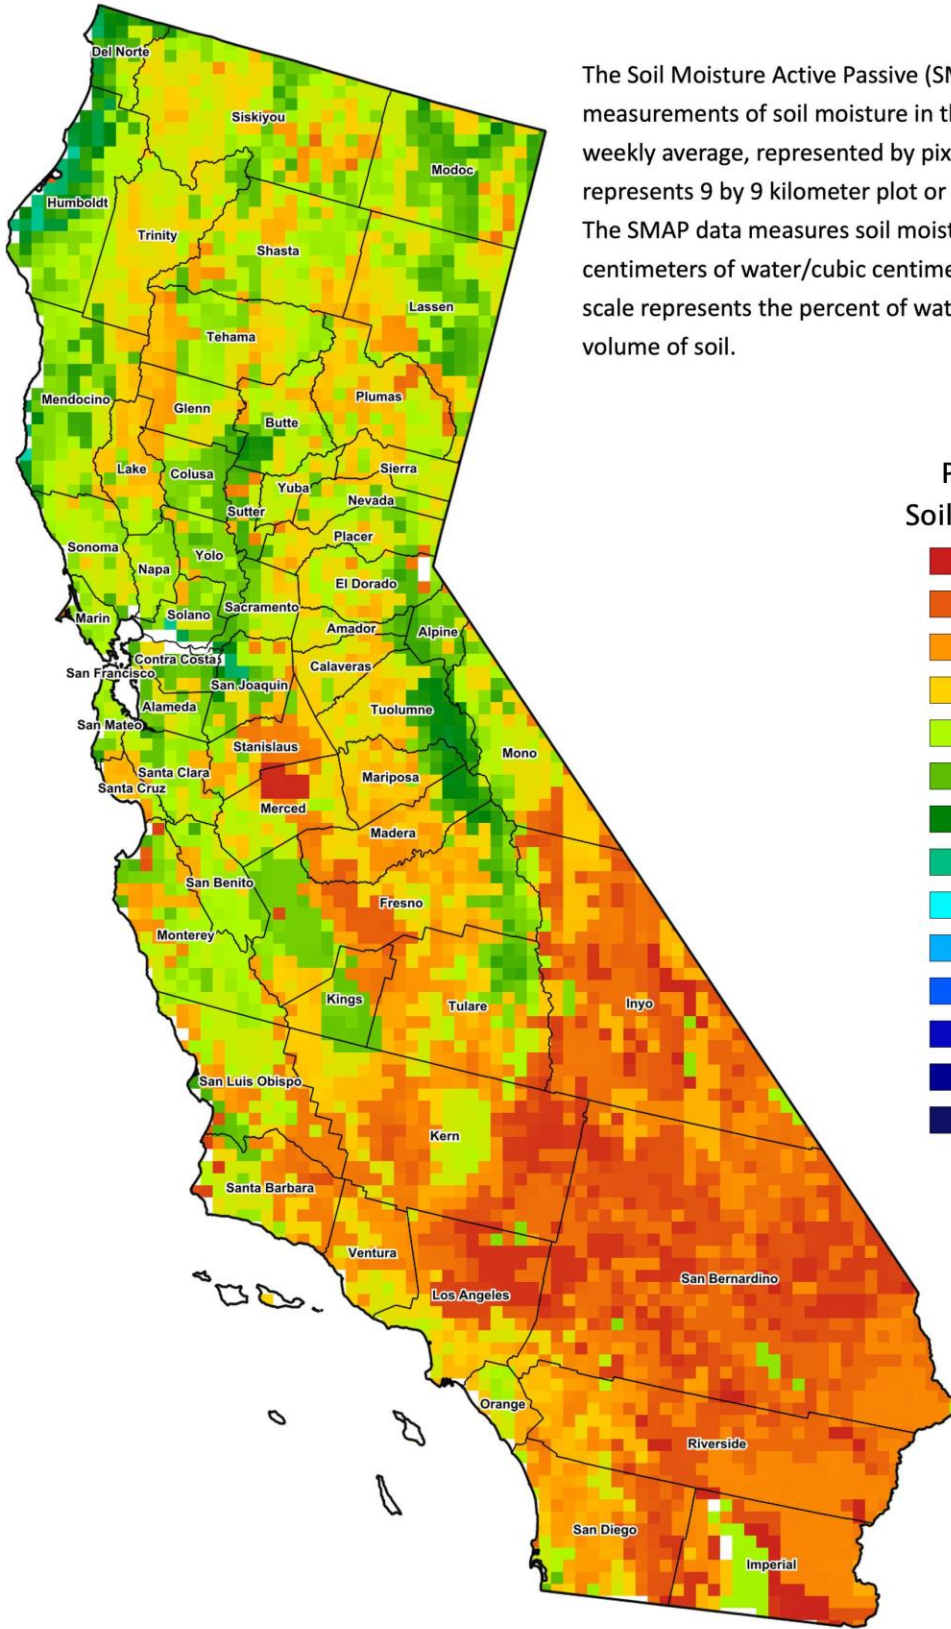 The Soil Moisture Active Passive (SM
measurements of soil moisture in th
weekly average, represented by pix
represents 9 by 9 kilometer plot or
The SMAP data measures soil moist
centimeters of water/cubic centime
scale represents the percent of wat
volume of soil.
P
Soil
Del Norte
Siskiyou
Modoc
Humboldt
Trinity
Shasta
Lassen
Tehama
Mendocino
Glenn
Butte
Plumas
Lake
Colusa
Yuba
Sierra
Sutter
Nevada
Placer
Sonoma
Napa
Yolo
El Dorado
Marin
Solano
Sacramento
Amador
Alpine
San Francisco
Contra Costa
San Joaquin
Calaveras
Alameda
Tuolumne
San Mateo
Stanislaus
Mono
Santa Clara
Santa Cruz
Mariposa
Merced
Madera
San Benito
Fresno
Monterey
Kings
Tulare
Inyo
San Luis Obispo
Kern
Santa Barbara
Ventura
Los Angeles
San Bernardino
Orange
Riverside
San Diego
Imperial